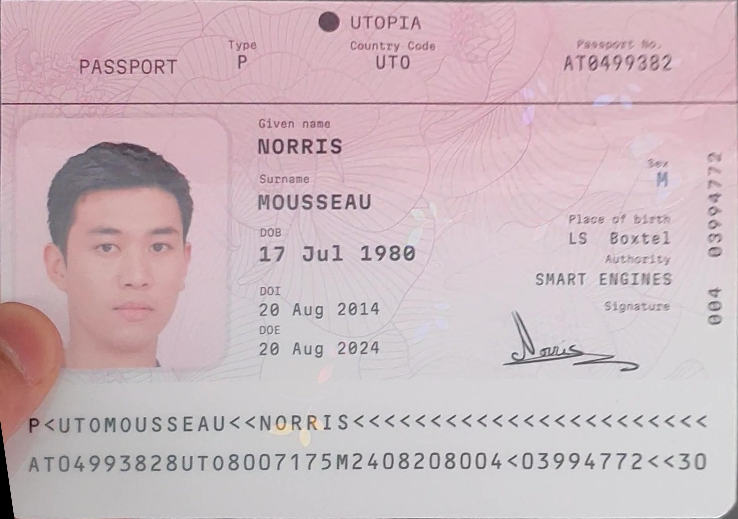 UTOPIA
PASSPORT
Type
P
Country Code
UTO
Passport No.
AT0499382
Given name
NORRIS
Surname
MOUSSEAU
DOB
17 Jul 1980
DOI
20 Aug 2014
DOE
20 Aug 2024
Sex
M
Place of birth
LS Boxtel
Authority
SMART ENGINES
Signature
Norris
004 03994772
P<UTOMOUSSEAU<<NORRIS<<<<<<<<<<<<<<<<<<<<<<<
AT04993828UTO8007175M2408208004<03994772<<30